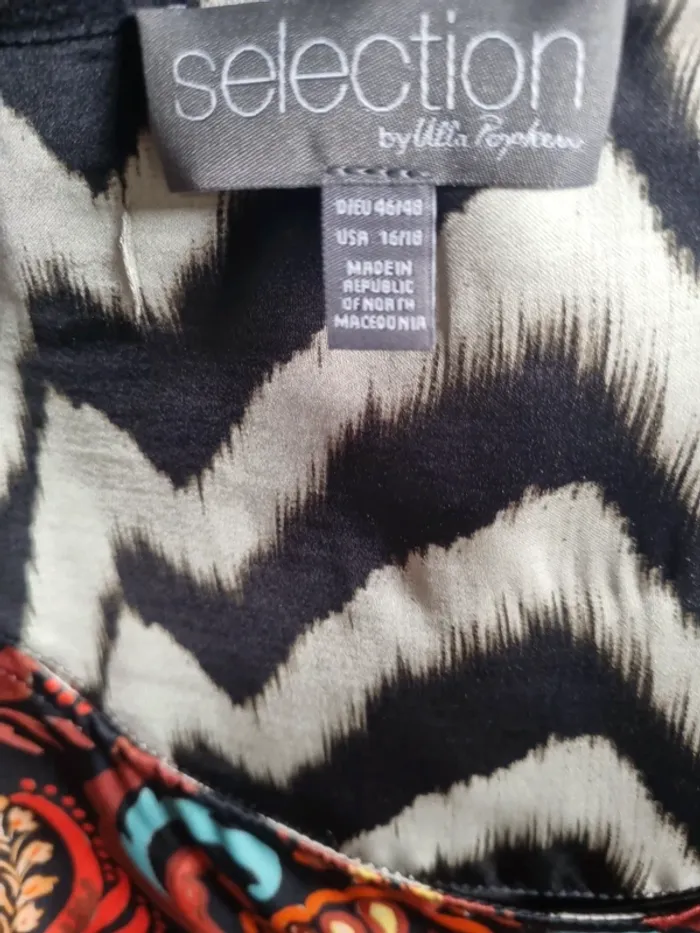 selection
by Ulla Popken
D/EU 46/48
USA 16/18
MADE IN
REPUBLIC
OF NORTH
MACEDONIA